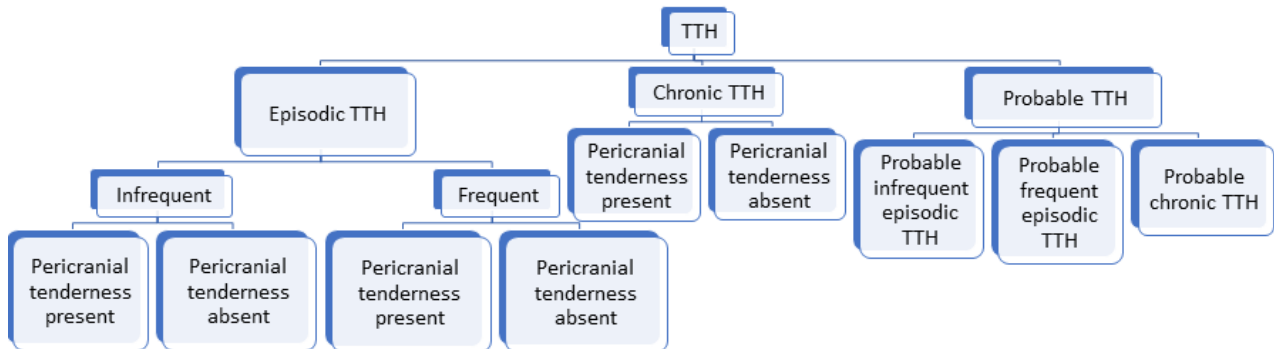 TTH
Episodic TTH
Chronic TTH
Probable TTH
Infrequent
Frequent
Pericranial
tenderness
present
Pericranial
tenderness
absent
Probable
infrequent
episodic
TTH
Probable
frequent
episodic
TTH
Probable
chronic TTH
Pericranial
tenderness
present
Pericranial
tenderness
absent
Pericranial
tenderness
present
Pericranial
tenderness
absent